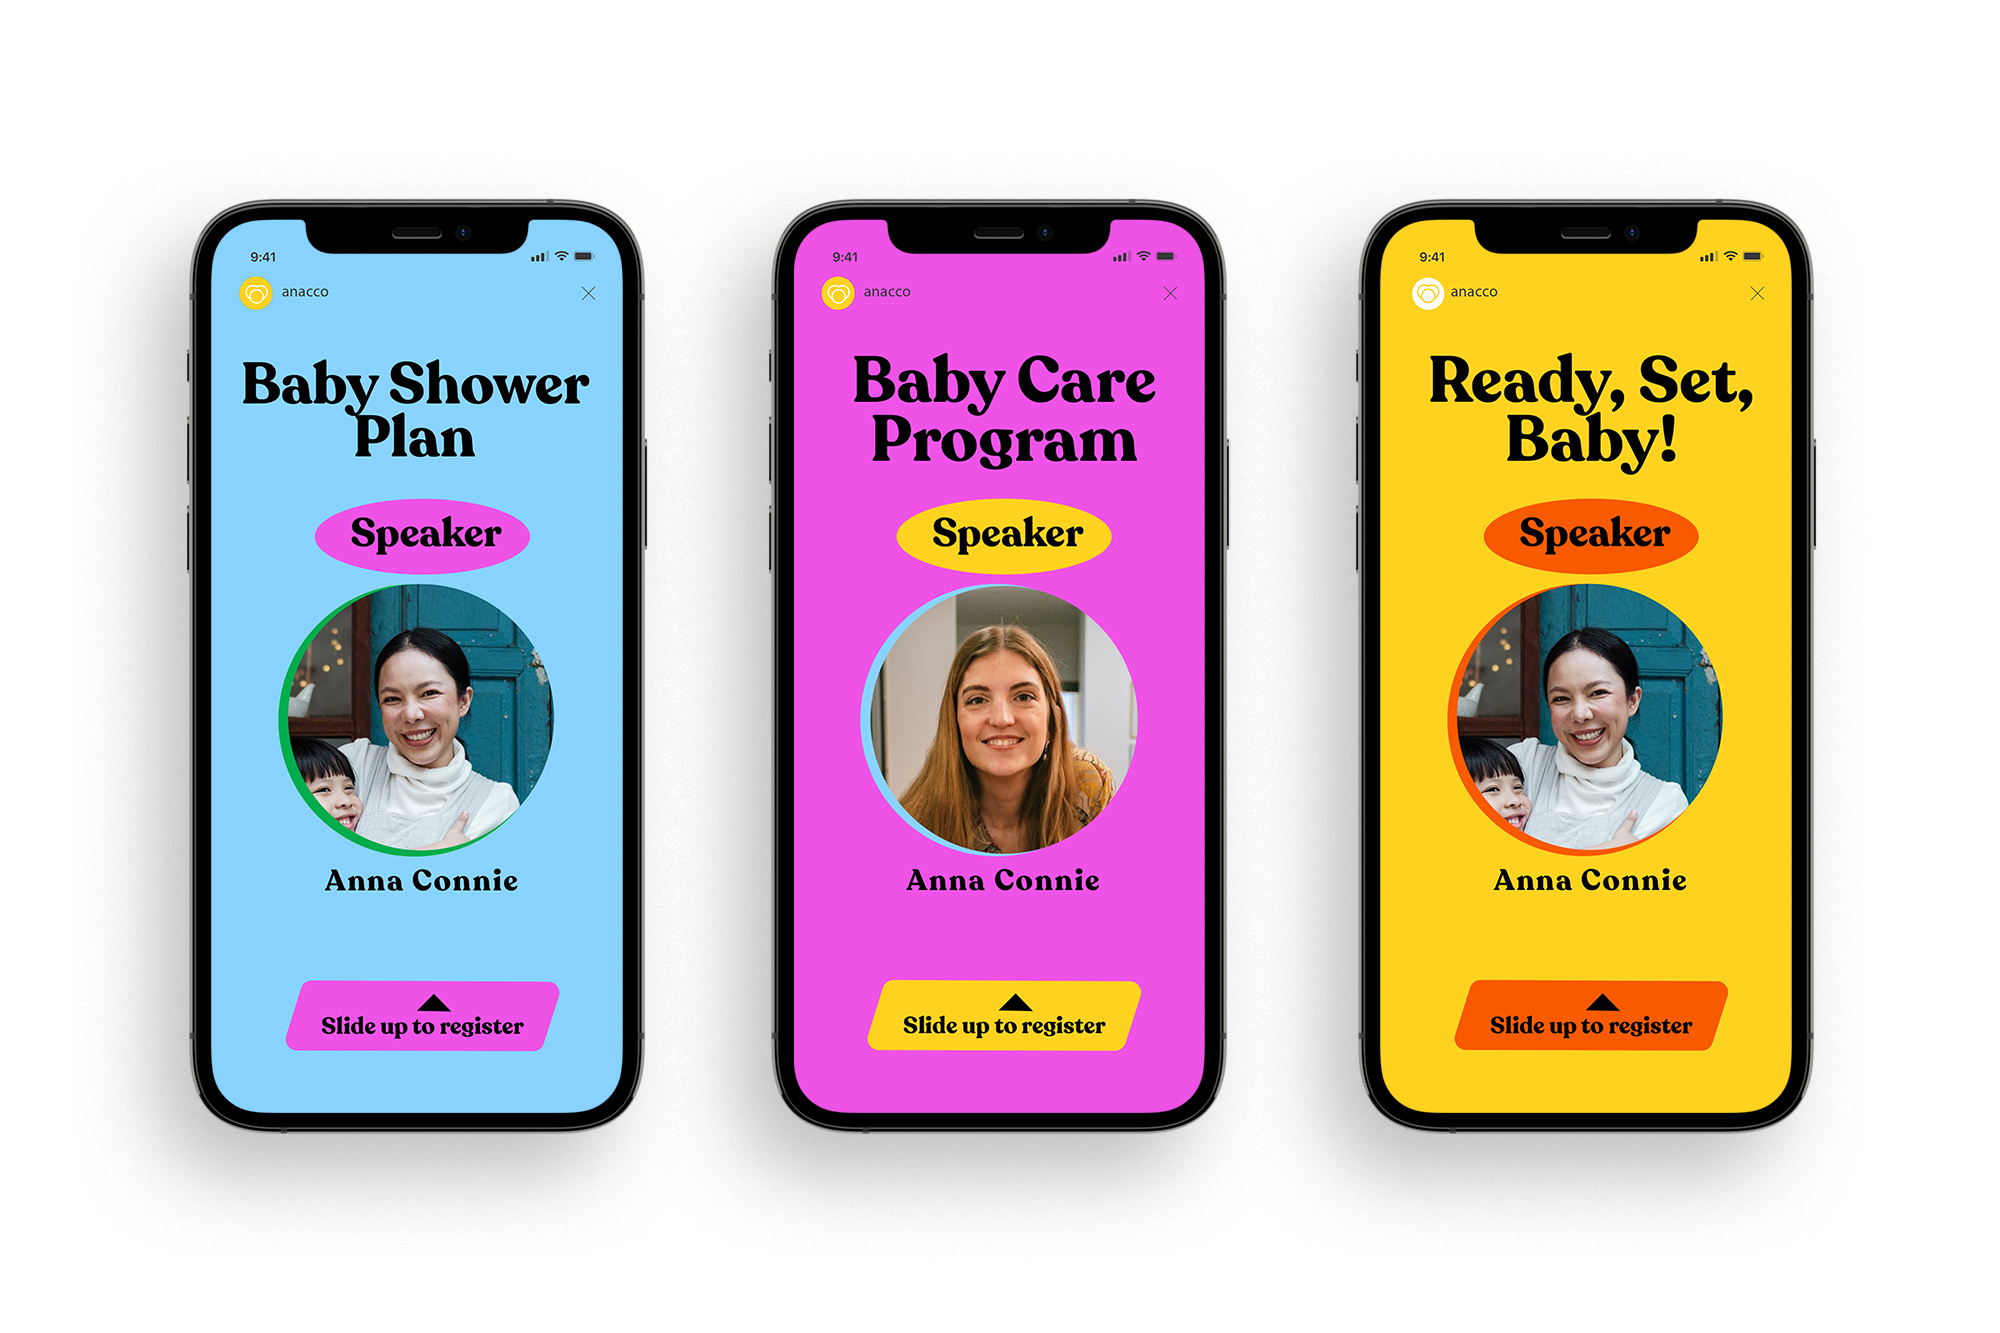 9:41
anacco
Baby Shower
Plan
Speaker
Anna Connie
Slide up to register
9:41
anacco
Baby Care
Program
Speaker
Anna Connie
Slide up to register
9:41
anacco
Ready, Set,
Baby!
Speaker
Anna Connie
Slide up to register